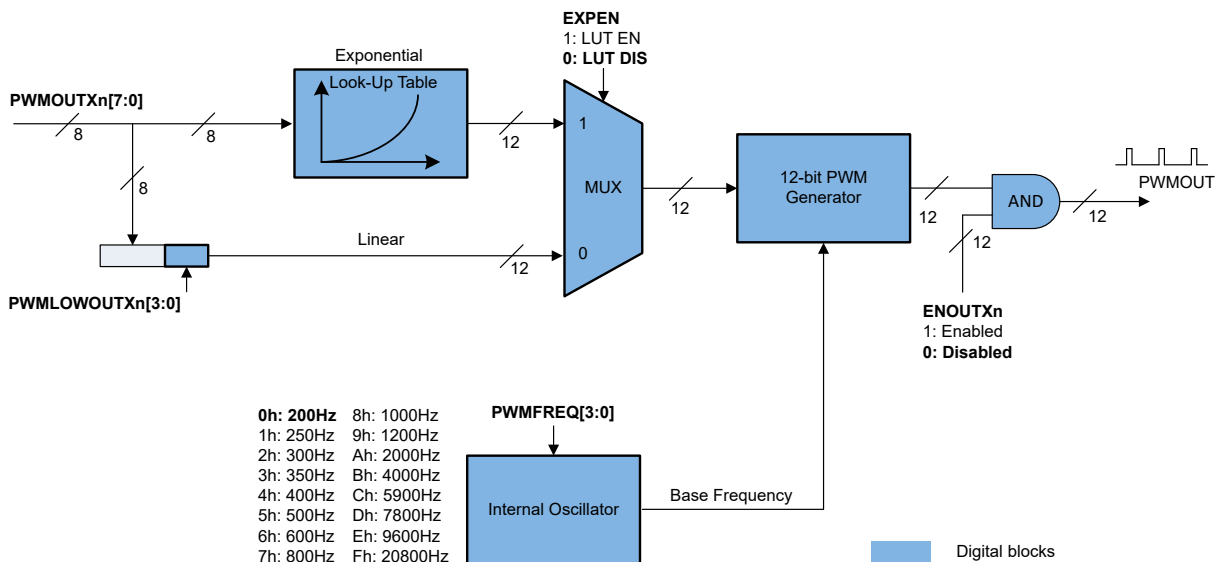 EXPEN
1: LUT EN
0: LUT DIS
Exponential
Look-Up Table
PWMOUTXn[7:0]
8
8
12
1
8
MUX
12
12-bit PWM
Generator
12
AND
12
PWMOUT
12
Linear
12
0
PWMLOWOUTXn[3:0]
ENOUTXn
1: Enabled
0: Disabled
0h: 200Hz 8h: 1000Hz
1h: 250Hz 9h: 1200Hz
2h: 300Hz Ah: 2000Hz
3h: 350Hz Bh: 4000Hz
4h: 400Hz Ch: 5900Hz
5h: 500Hz Dh: 7800Hz
6h: 600Hz Eh: 9600Hz
7h: 800Hz Fh: 20800Hz
PWMFREQ[3:0]
Internal Oscillator
Base Frequency
Digital blocks